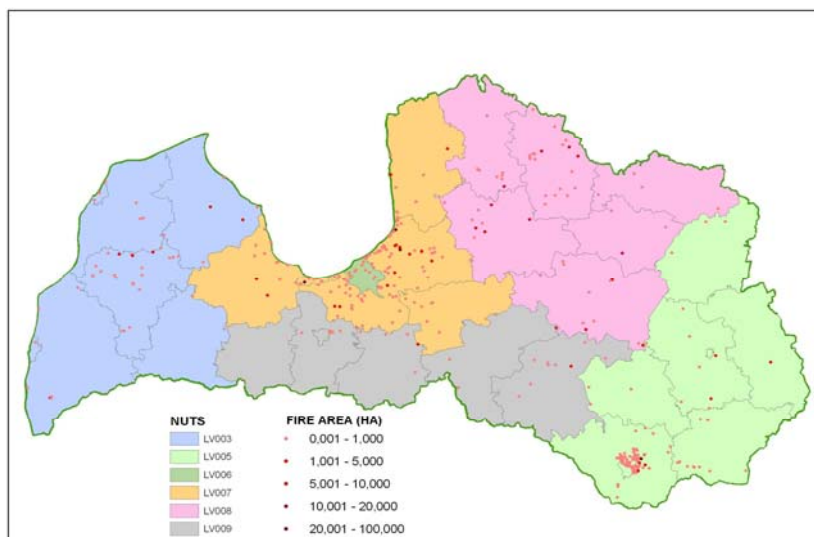 NUTS
LV003
LV005
LV006
LV007
LV008
LV009
FIRE AREA (HA)
0,001 - 1,000
1,001 - 5,000
5,001 - 10,000
10,001 - 20,000
20,001 - 100,000